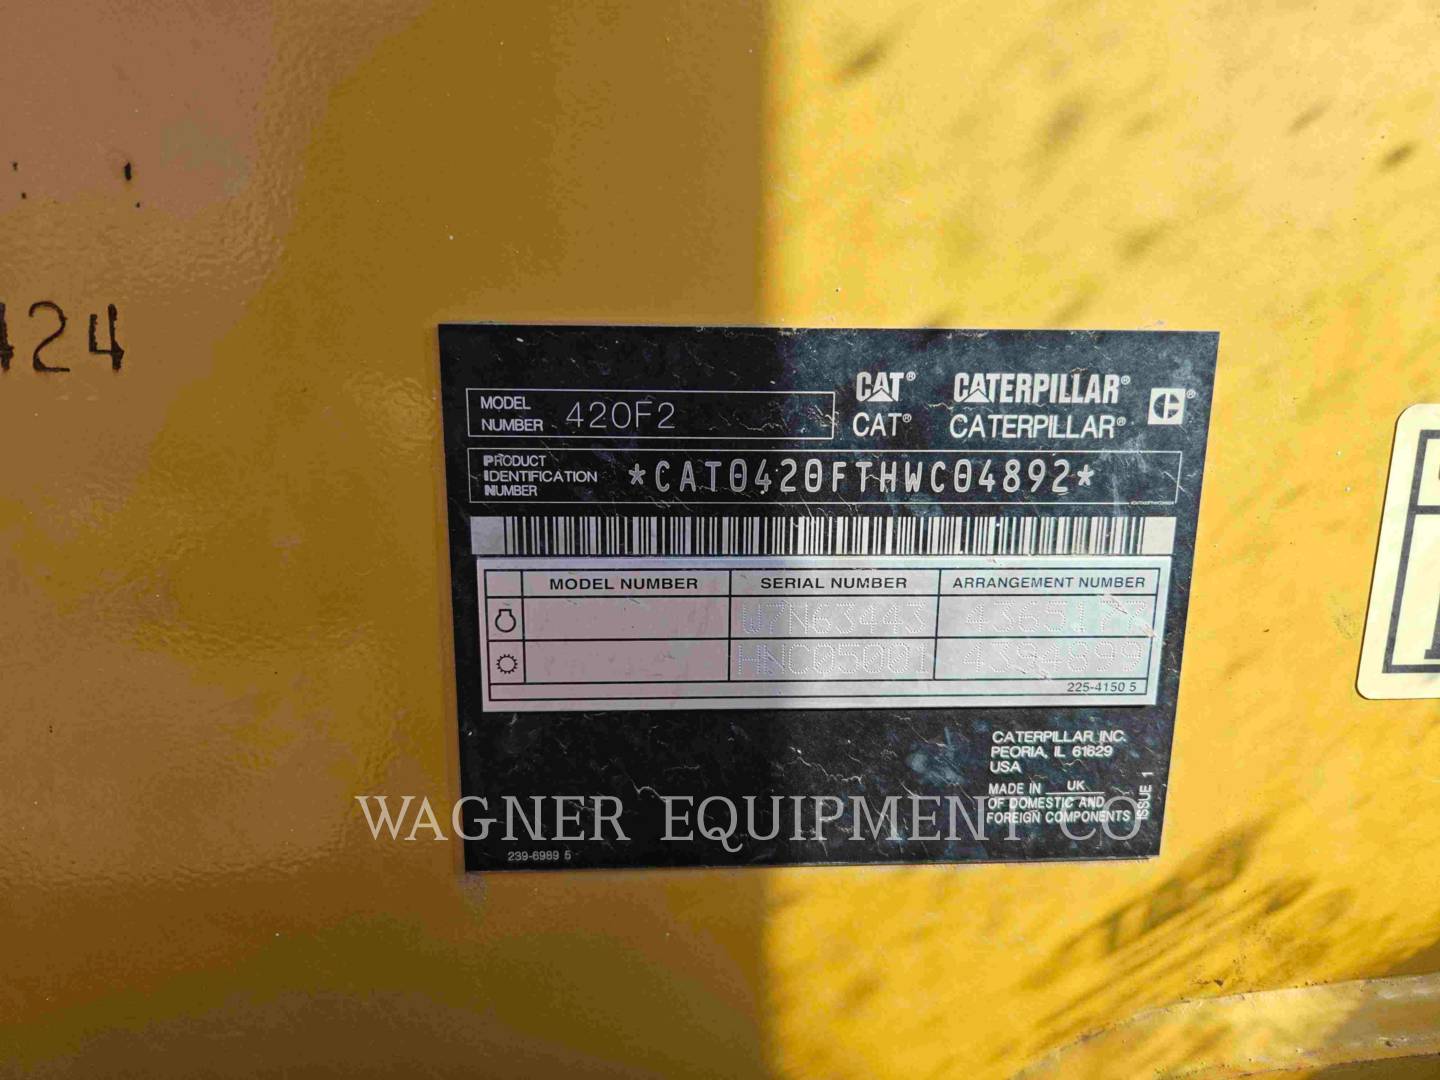 424
CAT® CATERPILLAR®
MODEL NUMBER 420F2
CAT® CATERPILLAR®
PRODUCT IDENTIFICATION NUMBER *CAT0420FTHWC04892*
MODEL NUMBER SERIAL NUMBER ARRANGEMENT NUMBER
W7N63443 4365177
HNC05001 4394899
225-4150 5
CATERPILLAR INC.
PEORIA, IL 61629
USA
MADE IN UK
OF DOMESTIC AND
FOREIGN COMPONENTS
ISSUE 1
WAGNER EQUIPMENT CO
239-6989 5